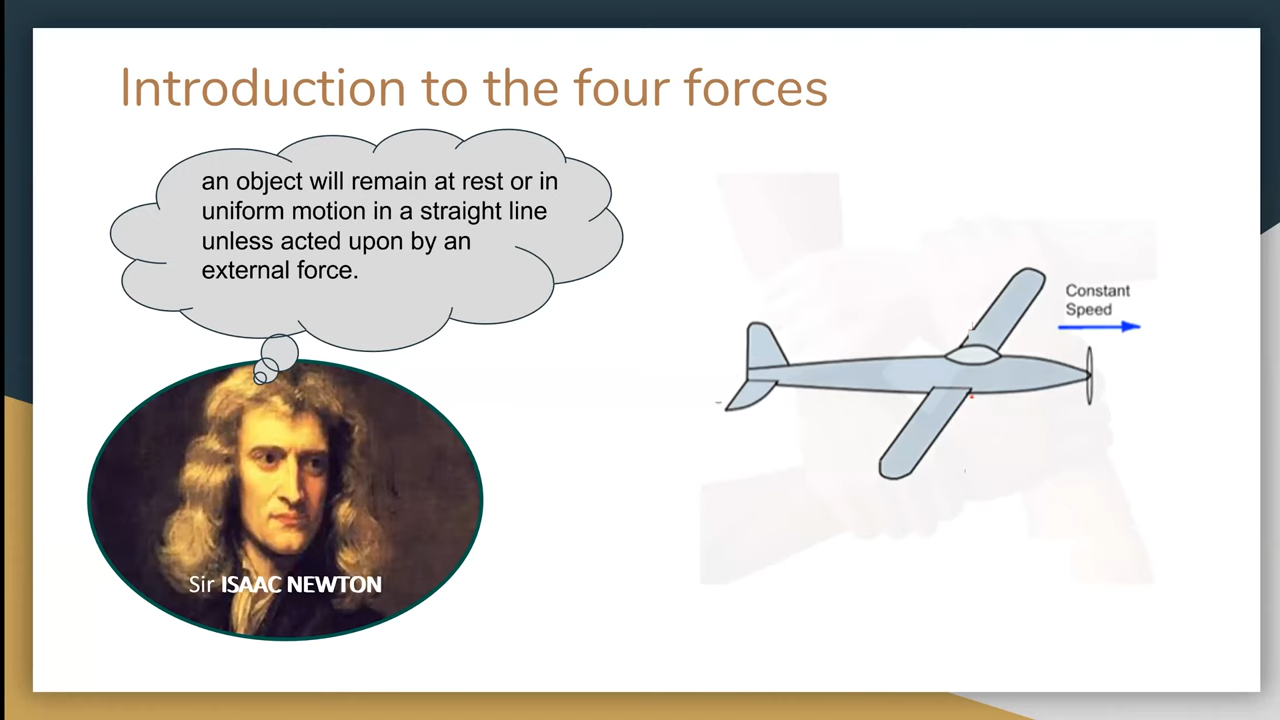 Introduction to the four forces
an object will remain at rest or in
uniform motion in a straight line
unless acted upon by an
external force.
Constant
Speed
Sir ISAAC NEWTON